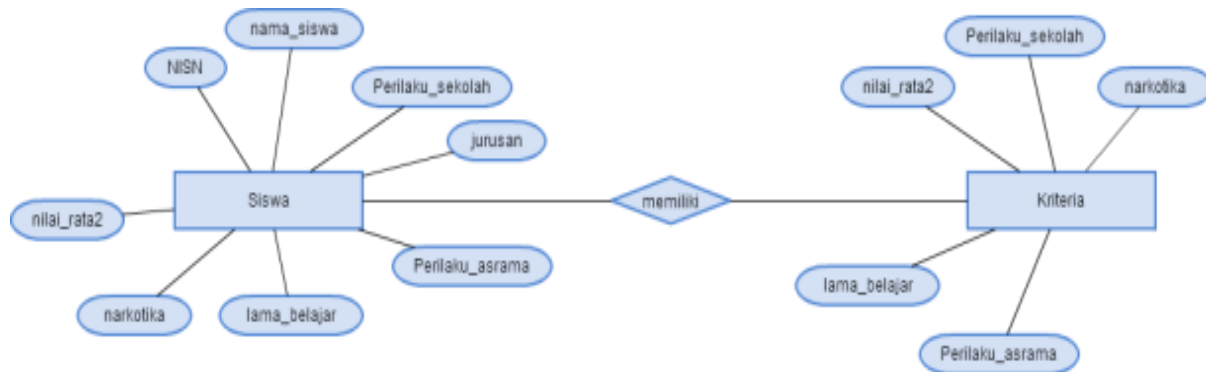 nama_siswa
NISN
Perilaku_sekolah
jurusan
Siswa
nilai_rata2
narkotika
lama_belajar
Perilaku_asrama
memiliki
Perilaku_sekolah
nilai_rata2
narkotika
Kriteria
lama_belajar
Perilaku_asrama